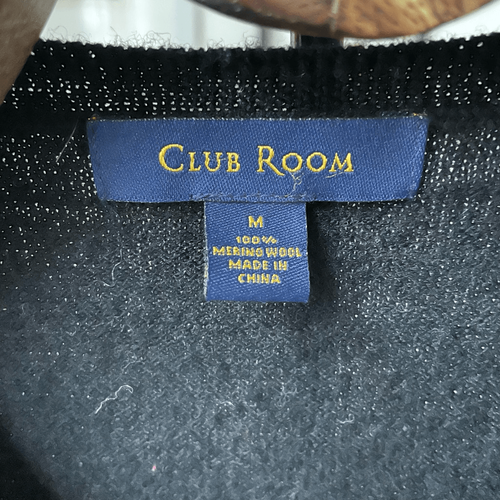 CLUB ROOM
M
100%
MERINO WOOL
MADE IN
CHINA